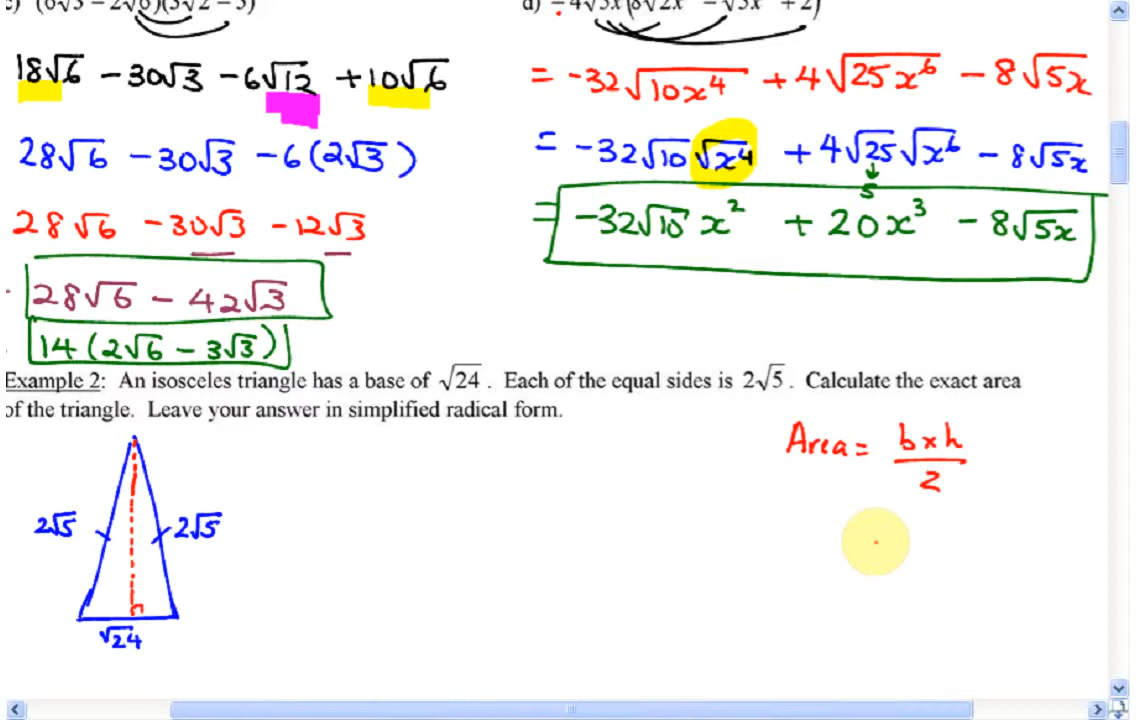 18√6 − 30√3 − 6√12 + 10√6
28√6 − 30√3 − 6(2√3)
28√6 − 30√3 − 12√3
28√6 − 42√3
14(2√6 − 3√3)
= −32√10x⁴ + 4√25x⁶ − 8√5x
= −32√10 √x⁴ + 4√25 √x⁶ − 8√5x
5
= −32√10 x² + 20x³ − 8√5x
Example 2: An isosceles triangle has a base of √24. Each of the equal sides is 2√5. Calculate the exact area
of the triangle. Leave your answer in simplified radical form.
Area = b×h
2
2√5 2√5
√24